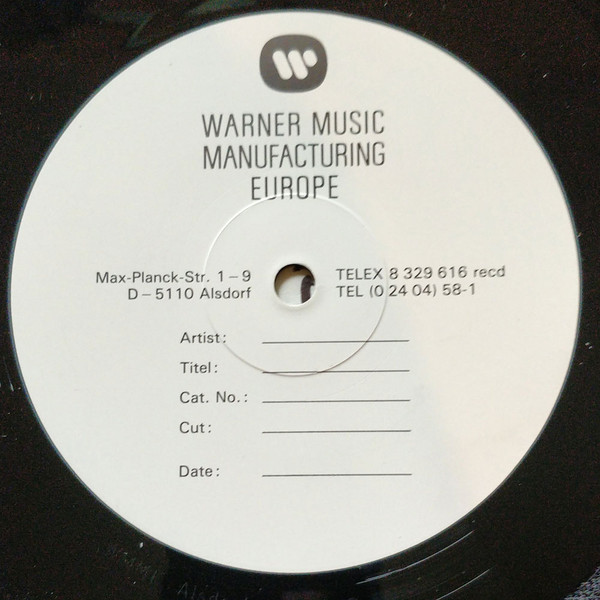 WARNER MUSIC
MANUFACTURING
EUROPE
Max-Planck-Str. 1–9
D–5110 Alsdorf
TELEX 8 329 616 recd
TEL (0 24 04) 58-1
Artist:
Titel:
Cat. No.:
Cut:
Date: